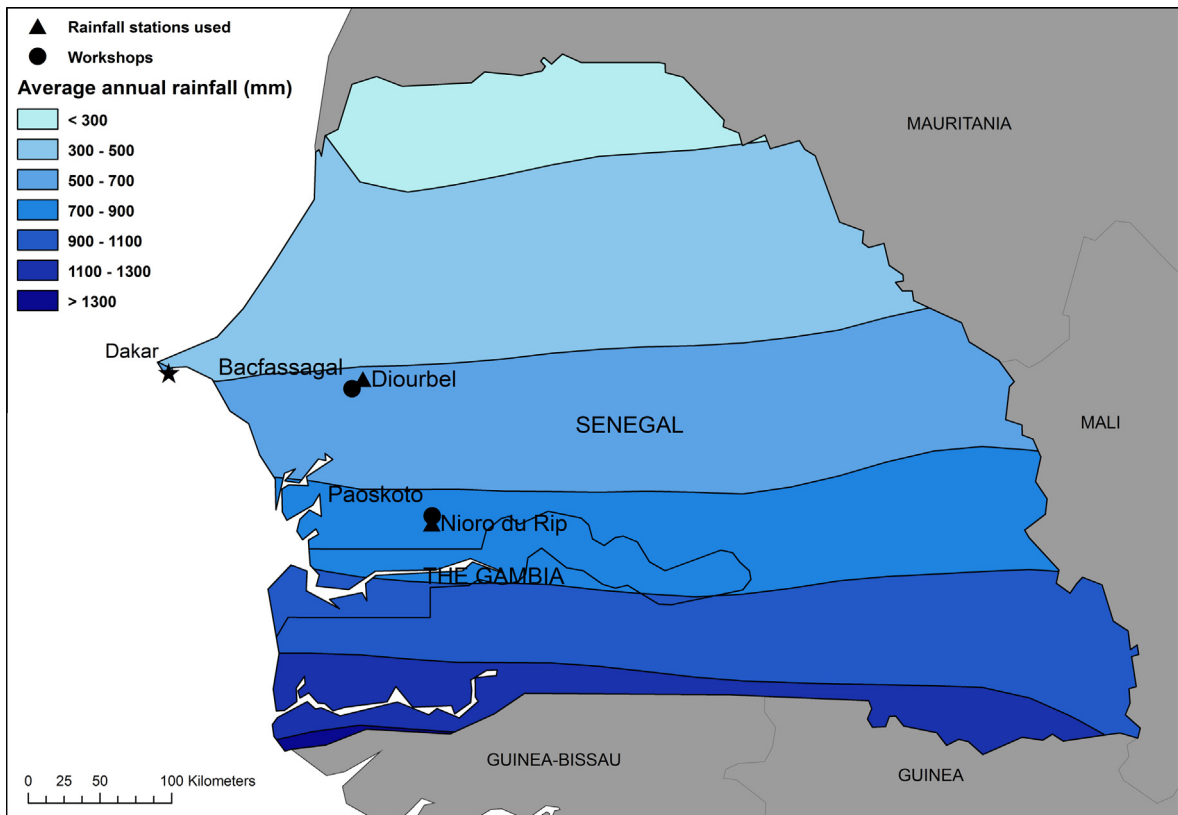 Rainfall stations used
Workshops
Average annual rainfall (mm)
< 300
300 - 500
500 - 700
700 - 900
900 - 1100
1100 - 1300
> 1300
MAURITANIA
Dakar
Bacfassagal
Diourbel
SENEGAL
MALI
Paoskoto
Nioro du Rip
THE GAMBIA
GUINEA-BISSAU
GUINEA
0 25 50 100 Kilometers